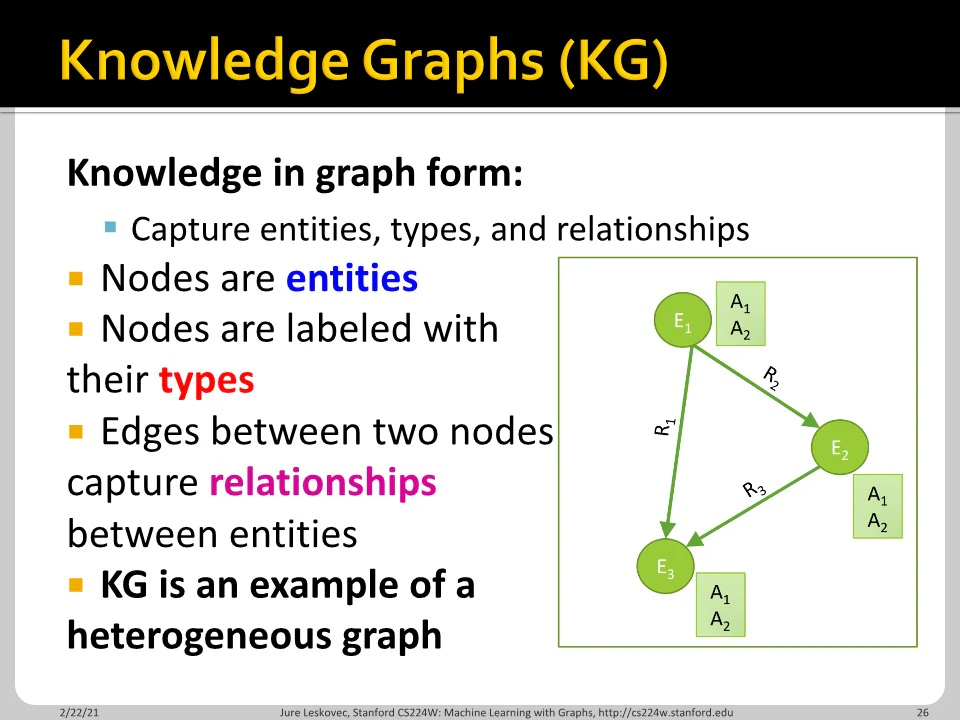 Knowledge Graphs (KG)
Knowledge in graph form:
▪ Capture entities, types, and relationships
▪ Nodes are entities
▪ Nodes are labeled with
their types
▪ Edges between two nodes
capture relationships
between entities
▪ KG is an example of a
heterogeneous graph
E₁
A₁
A₂
R₂
R₁
E₂
R₃
A₁
A₂
E₃
A₁
A₂
2/22/21
Jure Leskovec, Stanford CS224W: Machine Learning with Graphs, http://cs224w.stanford.edu
26